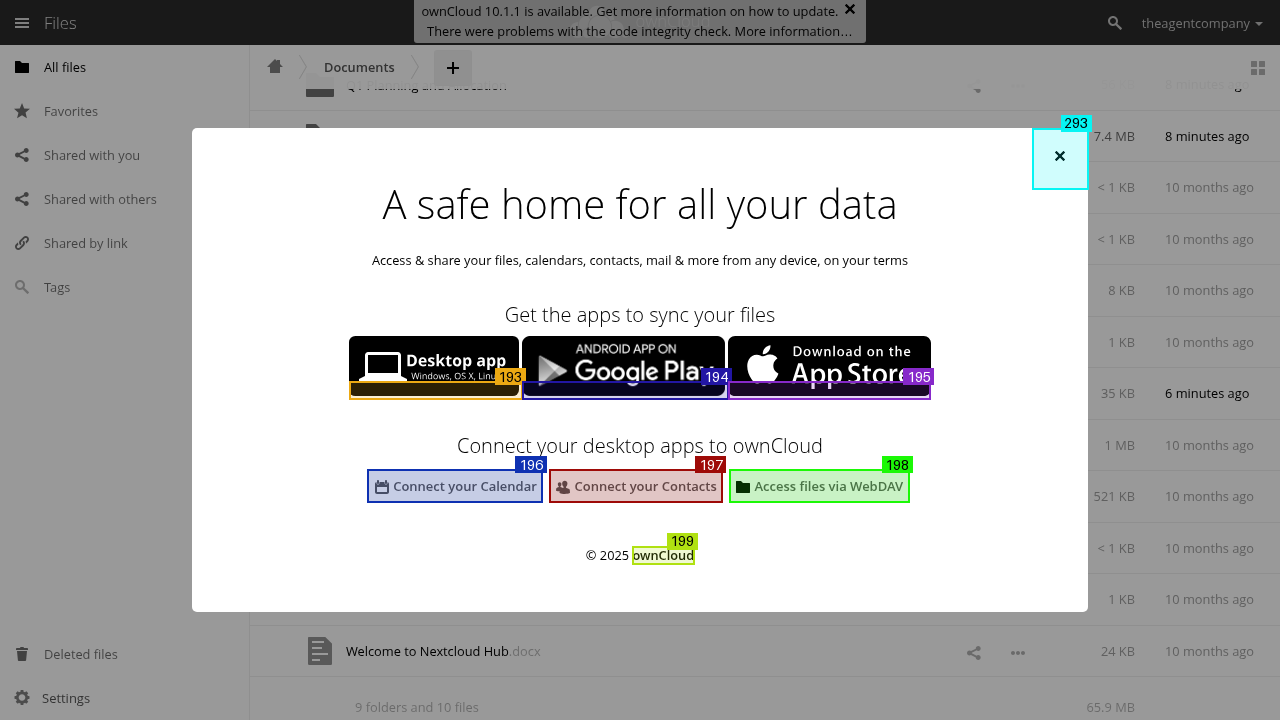 Files
ownCloud 10.1.1 is available. Get more information on how to update.
There were problems with the code integrity check. More information…
theagentcompany
All files
Favorites
Shared with you
Shared with others
Shared by link
Tags
Deleted files
Settings
Documents
+
Q1 Planning and Allocation
8 minutes ago
7.4 MB 8 minutes ago
< 1 KB 10 months ago
< 1 KB 10 months ago
8 KB 10 months ago
1 KB 10 months ago
35 KB 6 minutes ago
1 MB 10 months ago
521 KB 10 months ago
< 1 KB 10 months ago
1 KB 10 months ago
293
A safe home for all your data
Access & share your files, calendars, contacts, mail & more from any device, on your terms
Get the apps to sync your files
Desktop app
Windows, OS X,
193
ANDROID APP ON
Google Play
194
Download on the
App Store
195
Connect your desktop apps to ownCloud
196
Connect your Calendar
197
Connect your Contacts
198
Access files via WebDAV
199
© 2025 ownCloud
Welcome to Nextcloud Hub.docx 24 KB 10 months ago
9 folders and 10 files 65.9 MB